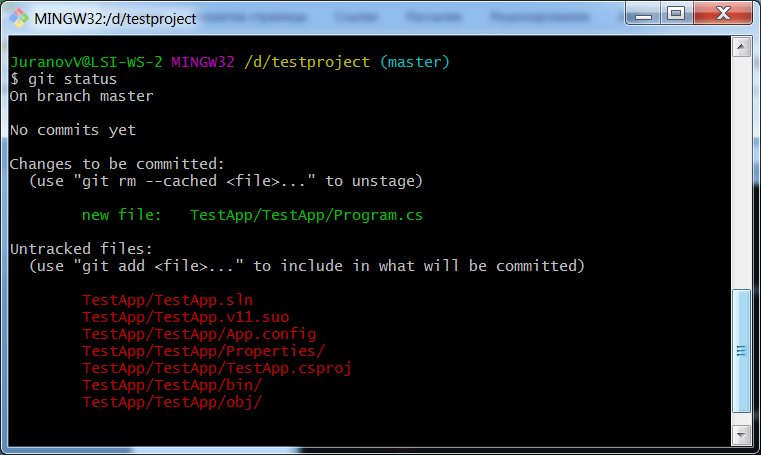 MINGW32:/d/testproject
JuranovV@LSI-WS-2 MINGW32 /d/testproject (master)
$ git status
On branch master
No commits yet
Changes to be committed:
(use "git rm --cached <file>..." to unstage)
new file: TestApp/TestApp/Program.cs
Untracked files:
(use "git add <file>..." to include in what will be committed)
TestApp/TestApp.sln
TestApp/TestApp.v11.suo
TestApp/TestApp/App.config
TestApp/TestApp/Properties/
TestApp/TestApp/TestApp.csproj
TestApp/TestApp/bin/
TestApp/TestApp/obj/